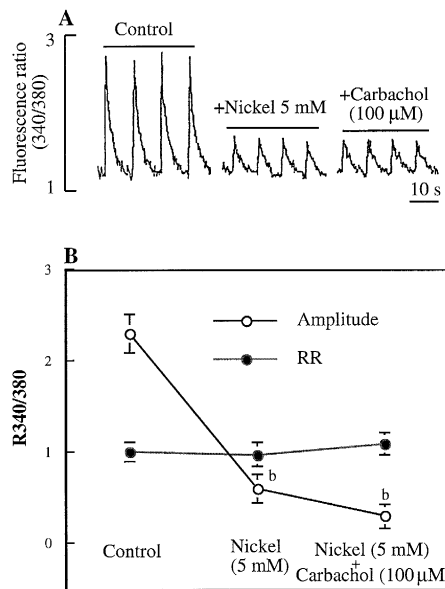 A
3
Control
Fluorescence ratio
(340/380)
+Nickel 5 mM
+Carbachol
(100 µM)
1
10 s
B
3
Amplitude
RR
2
R340/380
1
b
b
0
Control
Nickel
(5 mM)
Nickel (5 mM)
+
Carbachol (100 µM